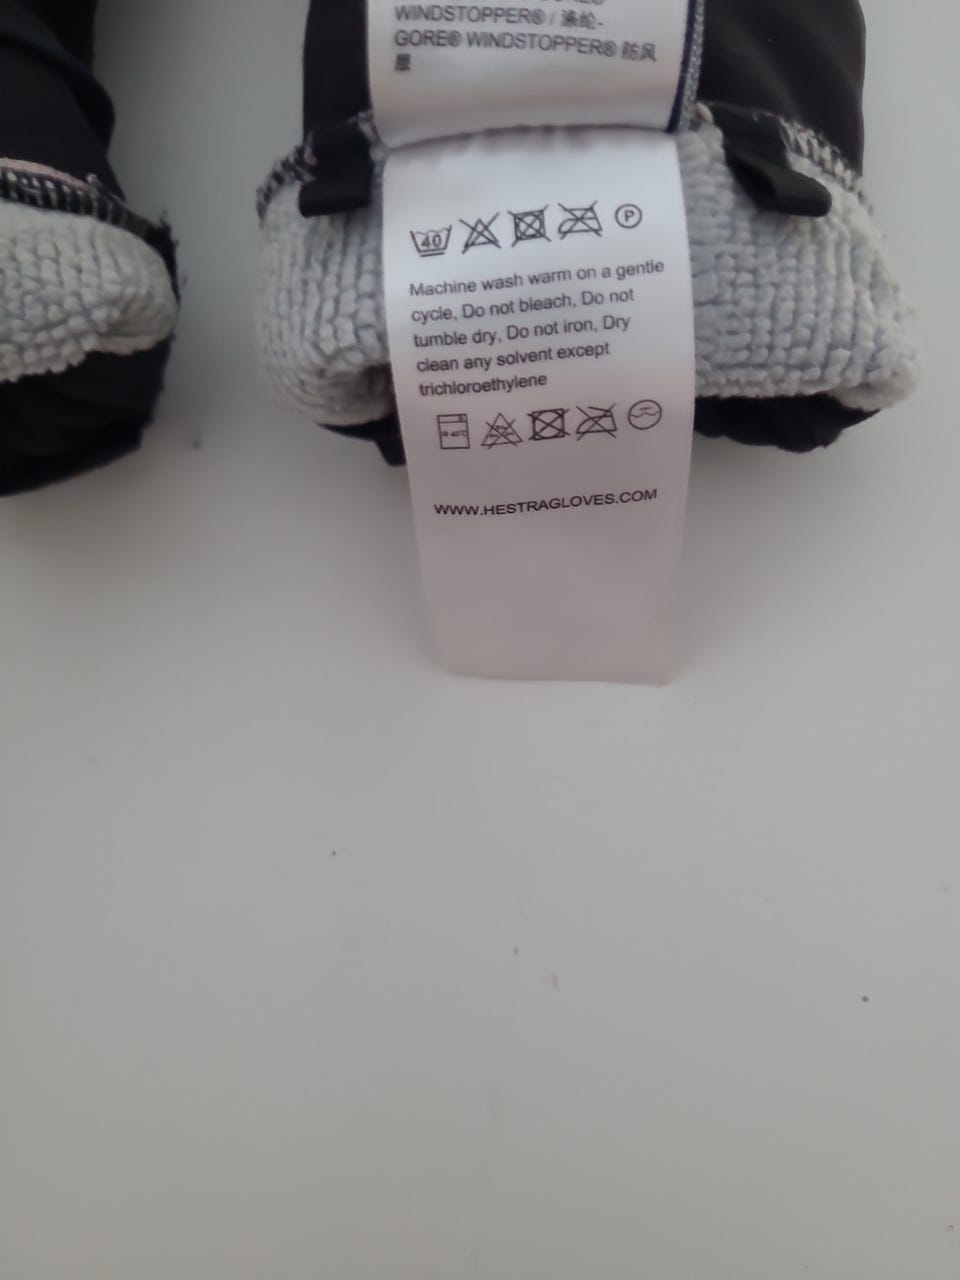 WINDSTOPPER® / 涤纶-
GORE® WINDSTOPPER® 防风
层
40 P
Machine wash warm on a gentle
cycle, Do not bleach, Do not
tumble dry, Do not iron, Dry
clean any solvent except
trichloroethylene
WWW.HESTRAGLOVES.COM